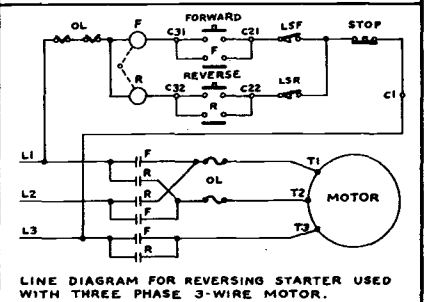 FORWARD
OL F C31 C21 LSF STOP
F
REVERSE
R C32 C22 LSR C1
R
L1 F T1
R OL
L2 R T2 MOTOR
F
L3 F T3
R
LINE DIAGRAM FOR REVERSING STARTER USED
WITH THREE PHASE 3-WIRE MOTOR.